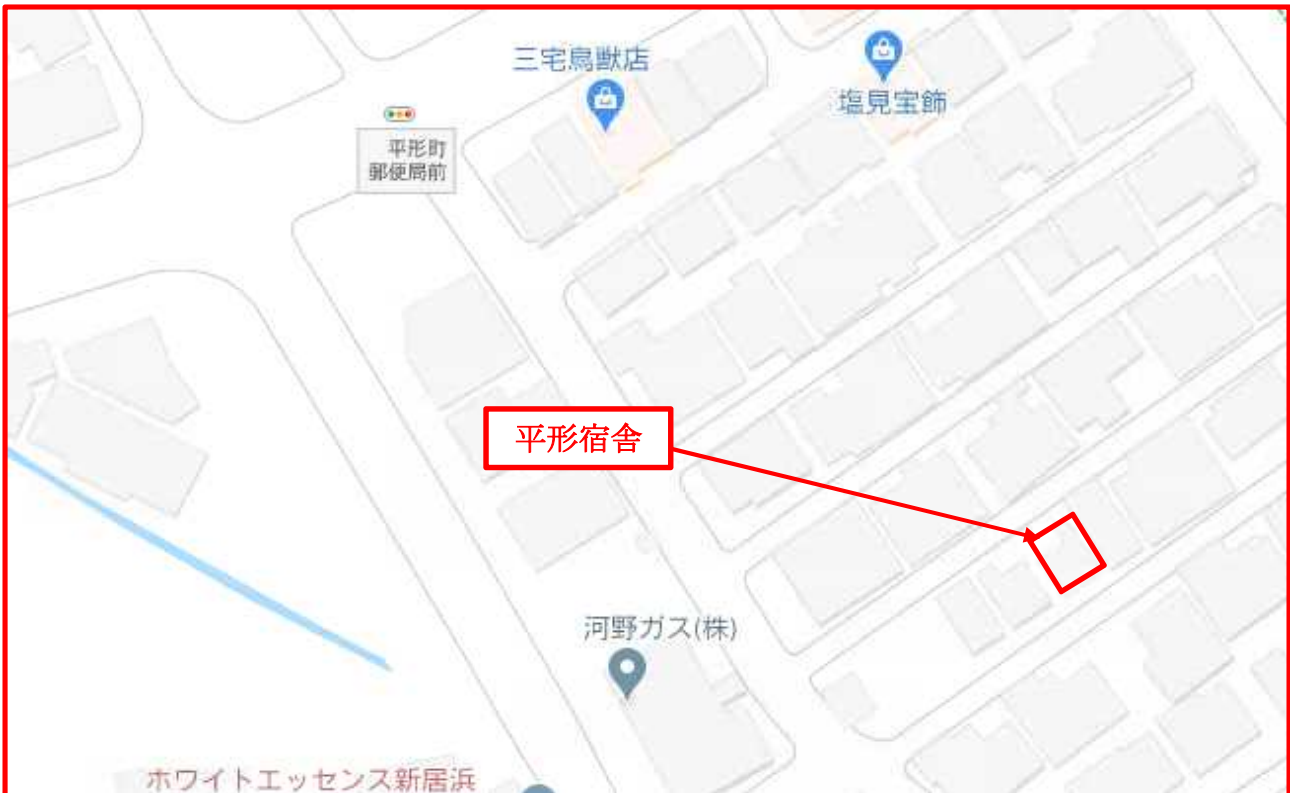 三宅鳥獣店
塩見宝飾
平形町
郵便局前
平形宿舎
河野ガス(株)
ホワイトエッセンス新居浜